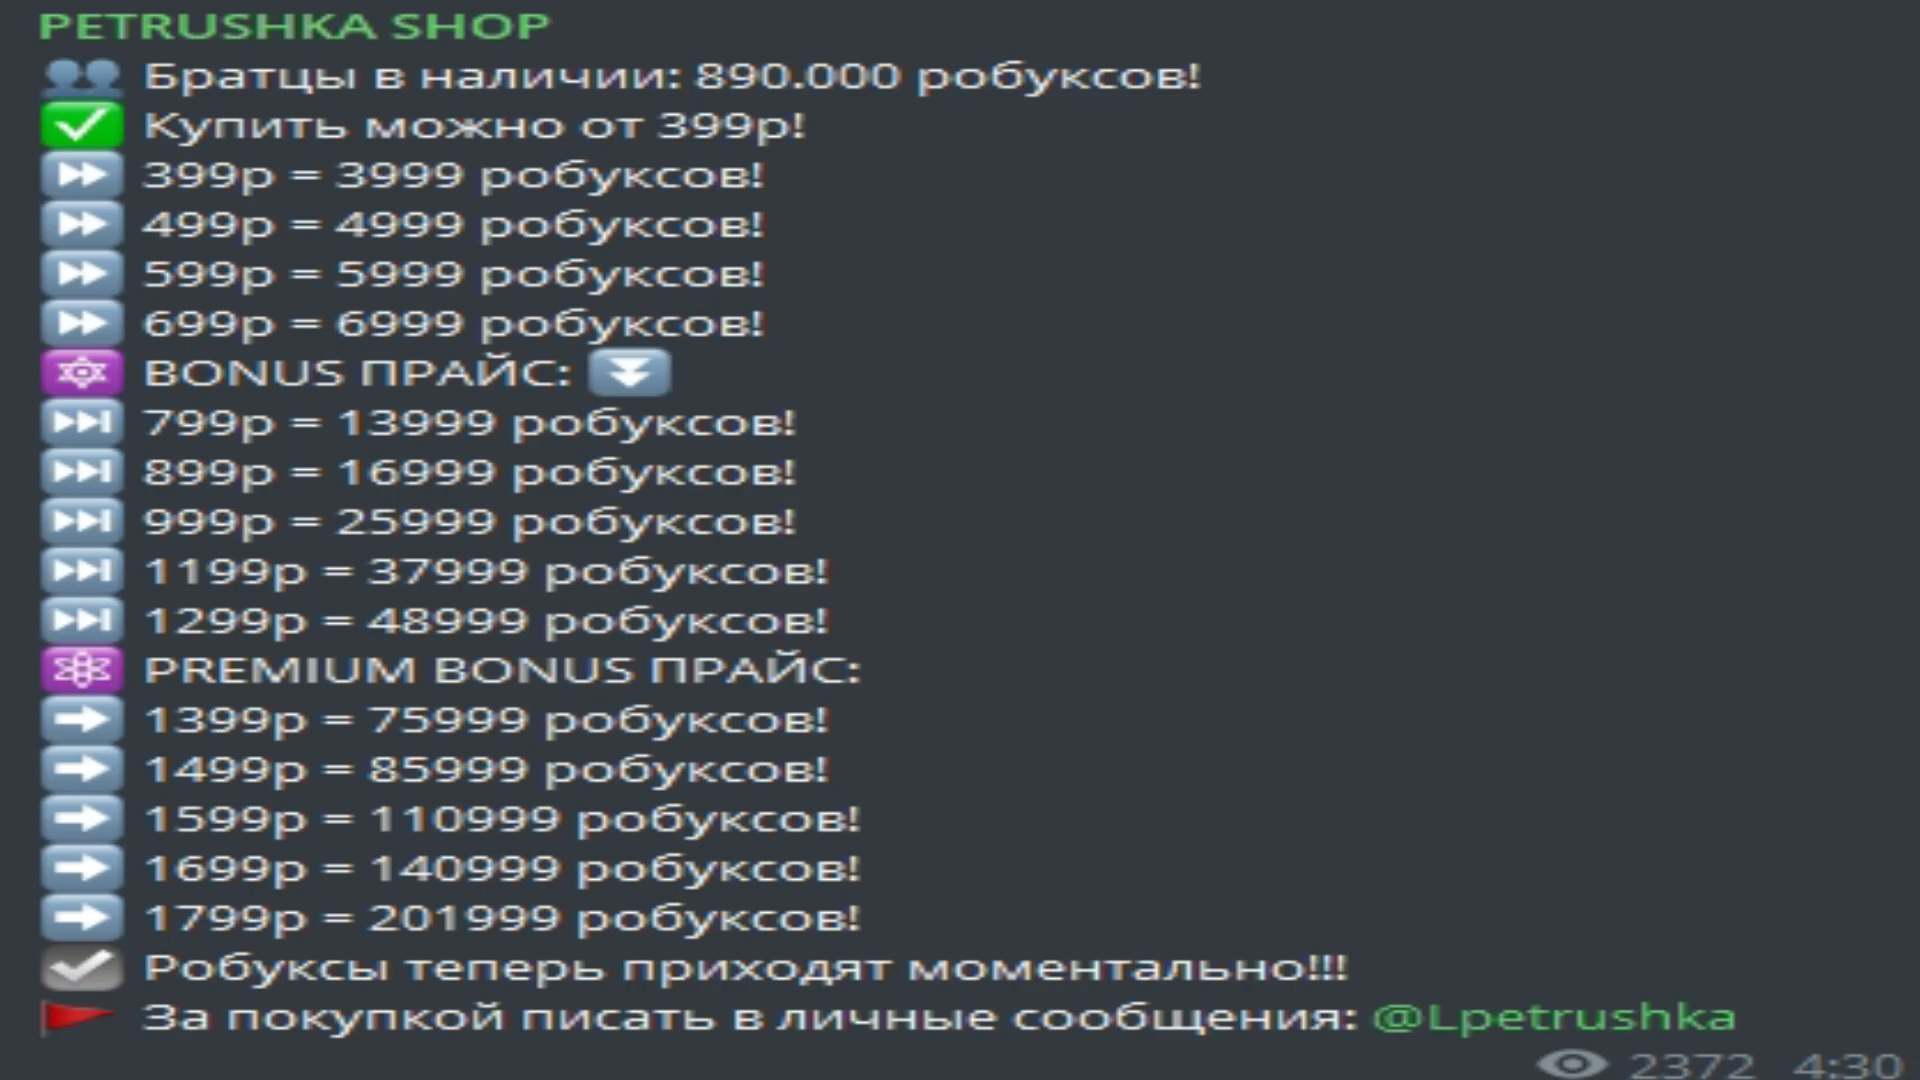 PETRUSHKA SHOP
👥 Братцы в наличии: 890.000 робуксов!
✅ Купить можно от 399р!
⏩ 399р = 3999 робуксов!
⏩ 499р = 4999 робуксов!
⏩ 599р = 5999 робуксов!
⏩ 699р = 6999 робуксов!
🔯 BONUS ПРАЙС: ⏬
⏭ 799р = 13999 робуксов!
⏭ 899р = 16999 робуксов!
⏭ 999р = 25999 робуксов!
⏭ 1199р = 37999 робуксов!
⏭ 1299р = 48999 робуксов!
⚛ PREMIUM BONUS ПРАЙС:
➡ 1399р = 75999 робуксов!
➡ 1499р = 85999 робуксов!
➡ 1599р = 110999 робуксов!
➡ 1699р = 140999 робуксов!
➡ 1799р = 201999 робуксов!
☑ Робуксы теперь приходят моментально!!!
🚩 За покупкой писать в личные сообщения: @Lpetrushka
2372 4:30